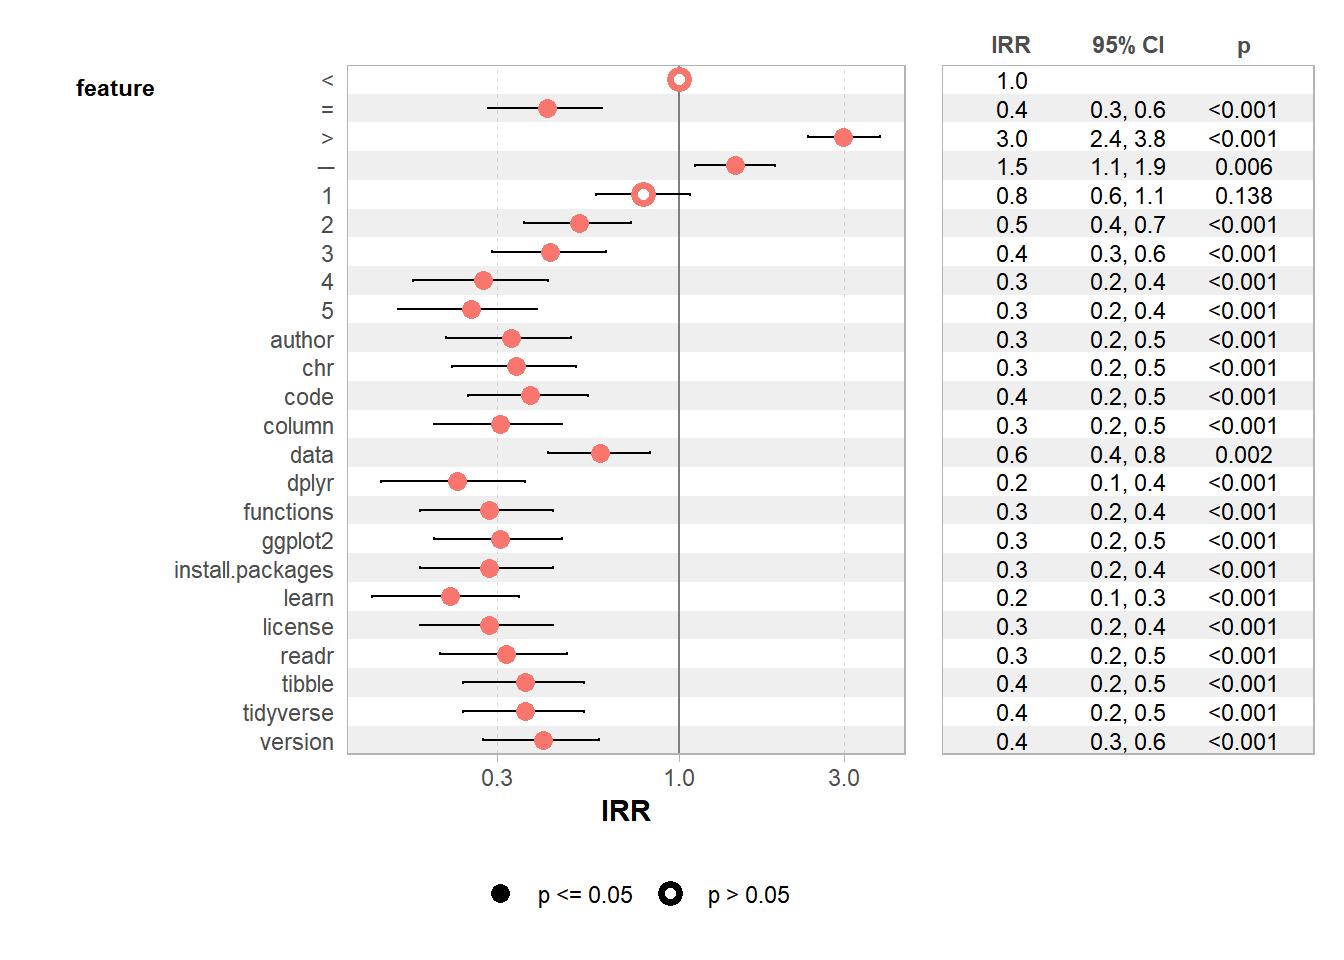 IRR 95% CI p
feature < 1.0
= 0.4 0.3, 0.6 <0.001
> 3.0 2.4, 3.8 <0.001
— 1.5 1.1, 1.9 0.006
1 0.8 0.6, 1.1 0.138
2 0.5 0.4, 0.7 <0.001
3 0.4 0.3, 0.6 <0.001
4 0.3 0.2, 0.4 <0.001
5 0.3 0.2, 0.4 <0.001
author 0.3 0.2, 0.5 <0.001
chr 0.3 0.2, 0.5 <0.001
code 0.4 0.2, 0.5 <0.001
column 0.3 0.2, 0.5 <0.001
data 0.6 0.4, 0.8 0.002
dplyr 0.2 0.1, 0.4 <0.001
functions 0.3 0.2, 0.4 <0.001
ggplot2 0.3 0.2, 0.5 <0.001
install.packages 0.3 0.2, 0.4 <0.001
learn 0.2 0.1, 0.3 <0.001
license 0.3 0.2, 0.4 <0.001
readr 0.3 0.2, 0.5 <0.001
tibble 0.4 0.2, 0.5 <0.001
tidyverse 0.4 0.2, 0.5 <0.001
version 0.4 0.3, 0.6 <0.001
0.3 1.0 3.0
IRR
p <= 0.05 p > 0.05